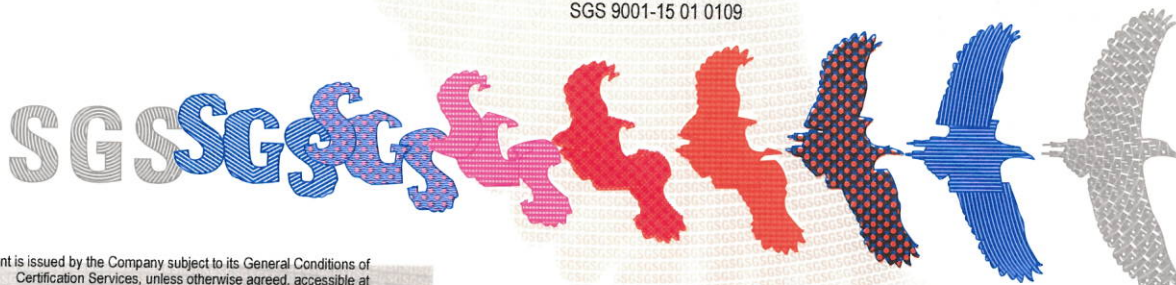 SGS 9001-15 01 0109
SGS SGS SGS
nt is issued by the Company subject to its General Conditions of
Certification Services, unless otherwise agreed, accessible at